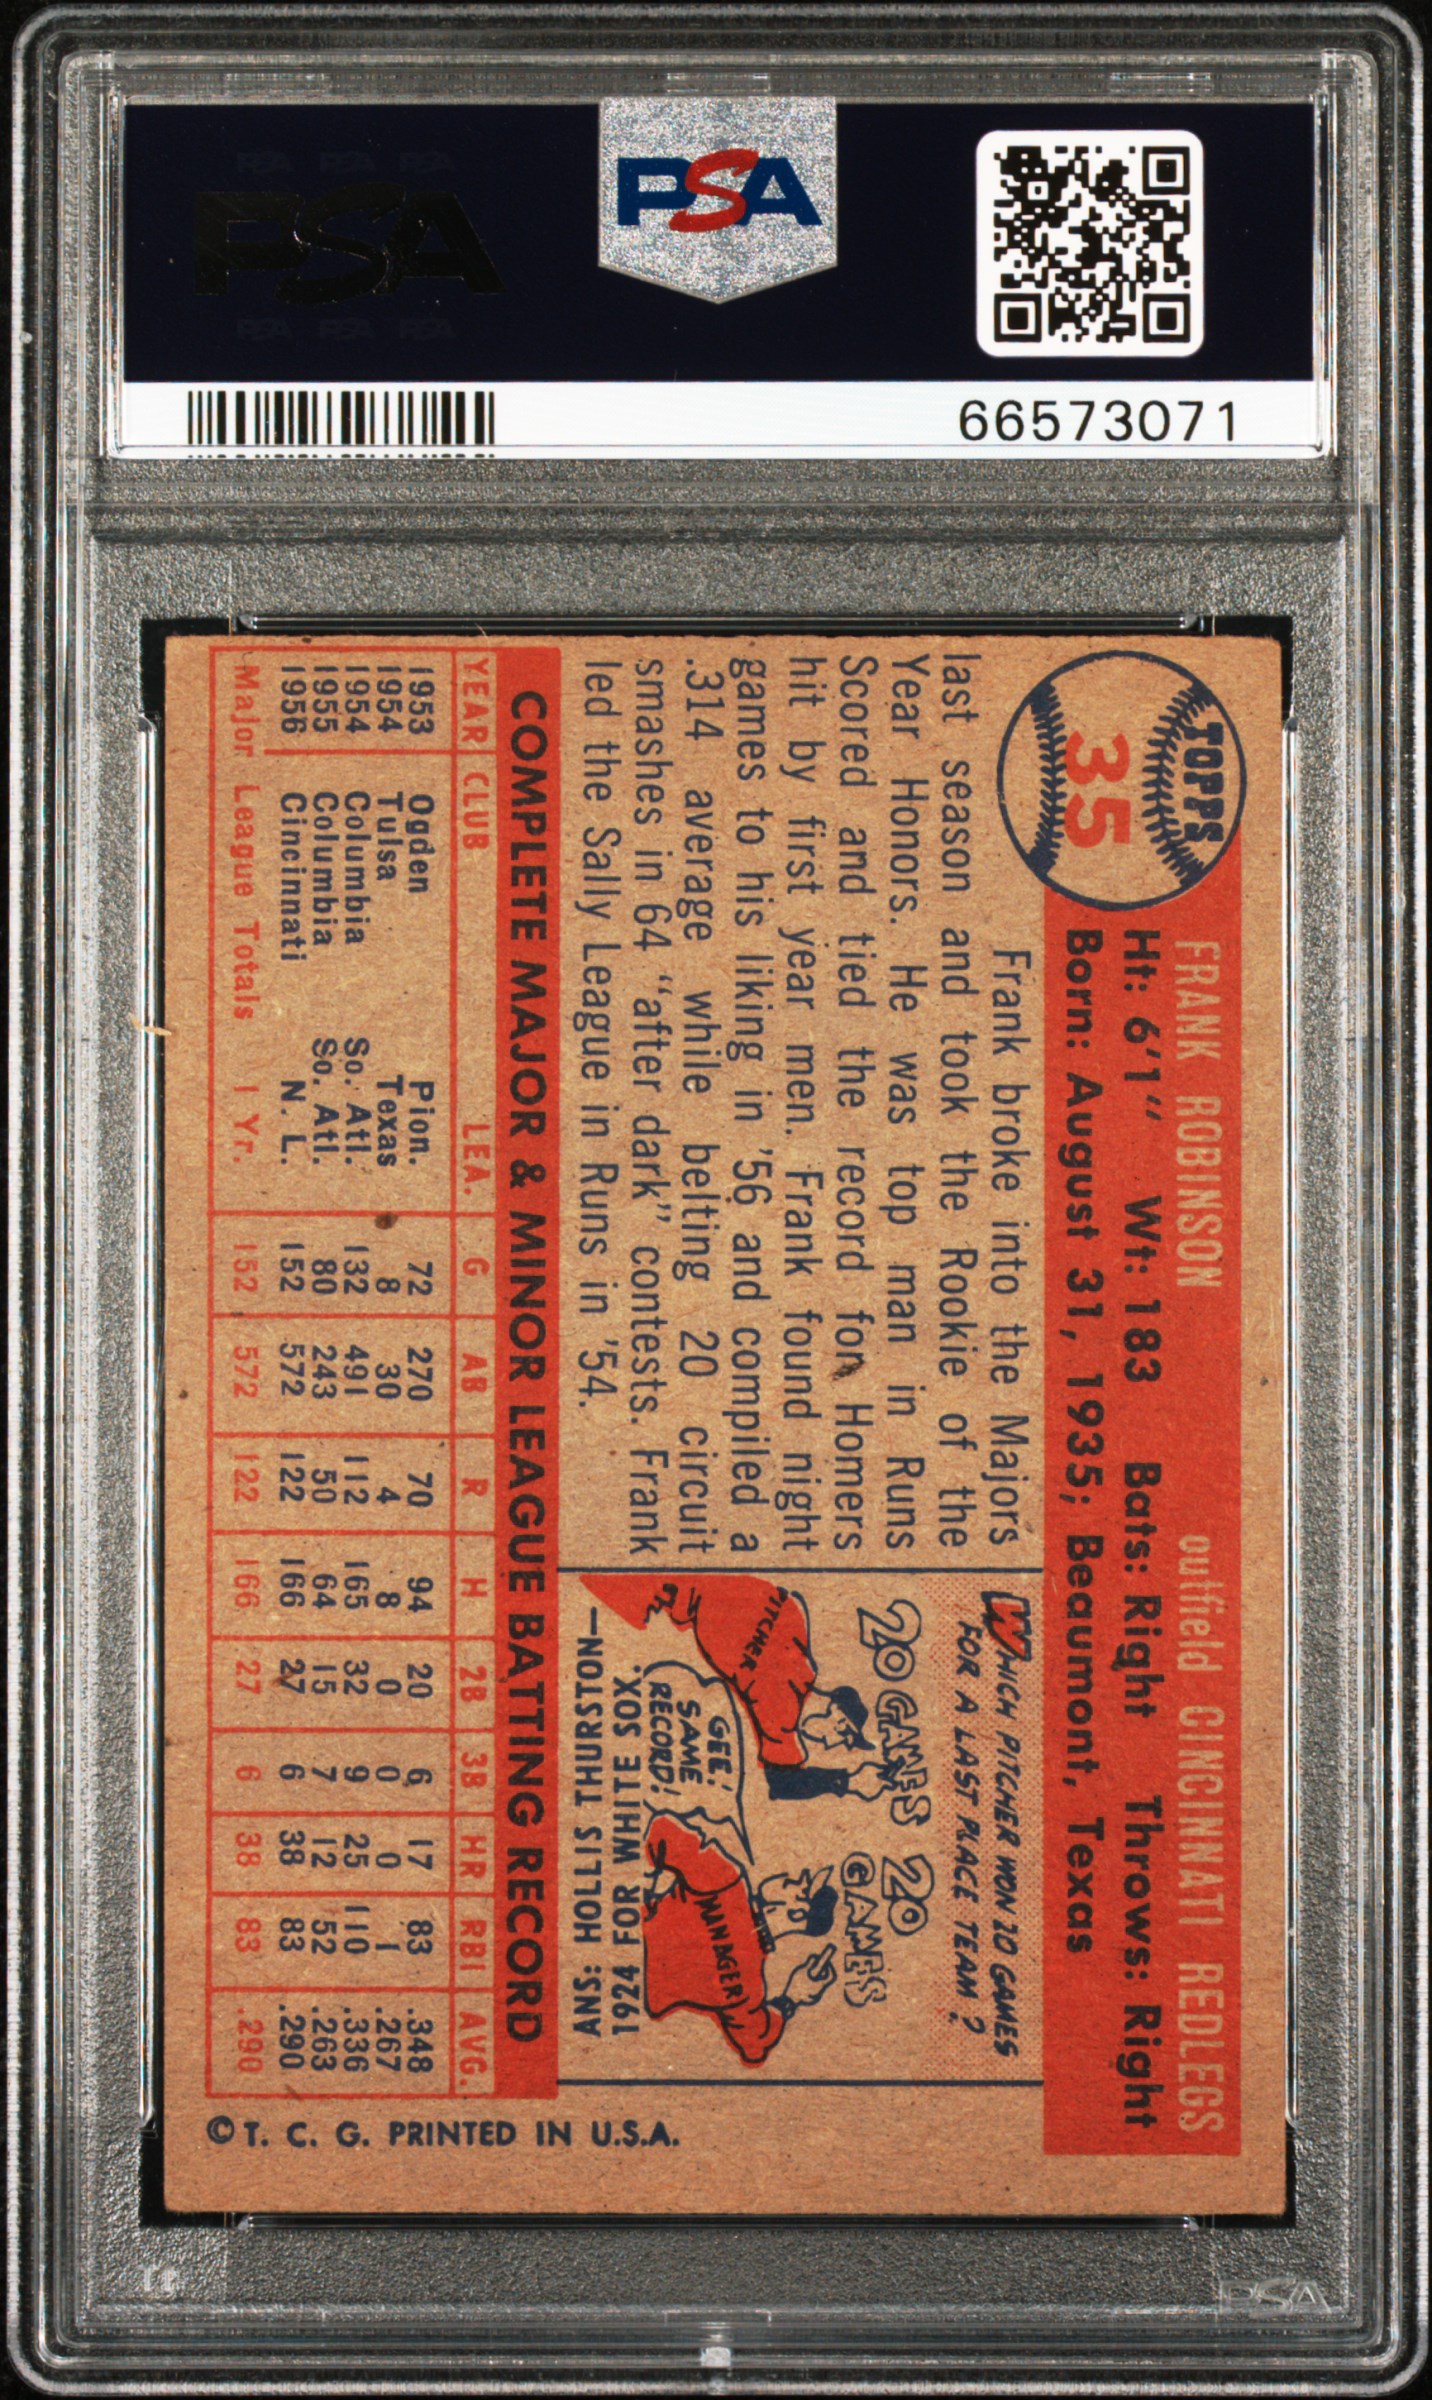 PSA
PSA PSA PSA
PSA
PSA PSA PSA
66573071
TOPPS
35
FRANK ROBINSON outfield CINCINNATI REDLEGS
Ht: 6'1" Wt: 183 Bats: Right Throws: Right
Born: August 31, 1935; Beaumont, Texas
Frank broke into the Majors
last season and took the Rookie of the
Year Honors. He was top man in Runs
Scored and tied the record for Homers
hit by first year men. Frank found night
games to his liking in '56 and compiled a
.314 average while belting 20 circuit
smashes in 64 "after dark" contests. Frank
led the Sally League in Runs in '54.
WHICH PITCHER WON 20 GAMES
FOR A LAST PLACE TEAM?
20 GAMES
20 GAMES
PITCHER
GEE!
SAME
RECORD!
MANAGER
ANS: HOLLIS THURSTON—
1924 FOR WHITE SOX.
COMPLETE MAJOR & MINOR LEAGUE BATTING RECORD
YEAR CLUB LEA. G AB R H 2B 3B HR RBI AVG.
1953 Ogden Pion. 72 270 70 94 20 6 17 83 .348
1954 Tulsa Texas 8 30 4 8 0 0 0 1 .267
1954 Columbia So. Atl. 132 491 112 165 32 9 25 110 .336
1955 Columbia So. Atl. 80 243 50 64 15 7 12 52 .263
1956 Cincinnati N. L. 152 572 122 166 27 6 38 83 .290
Major League Totals 1 Yr. 152 572 122 166 27 6 38 83 .290
© T. C. G. PRINTED IN U.S.A.
PSA